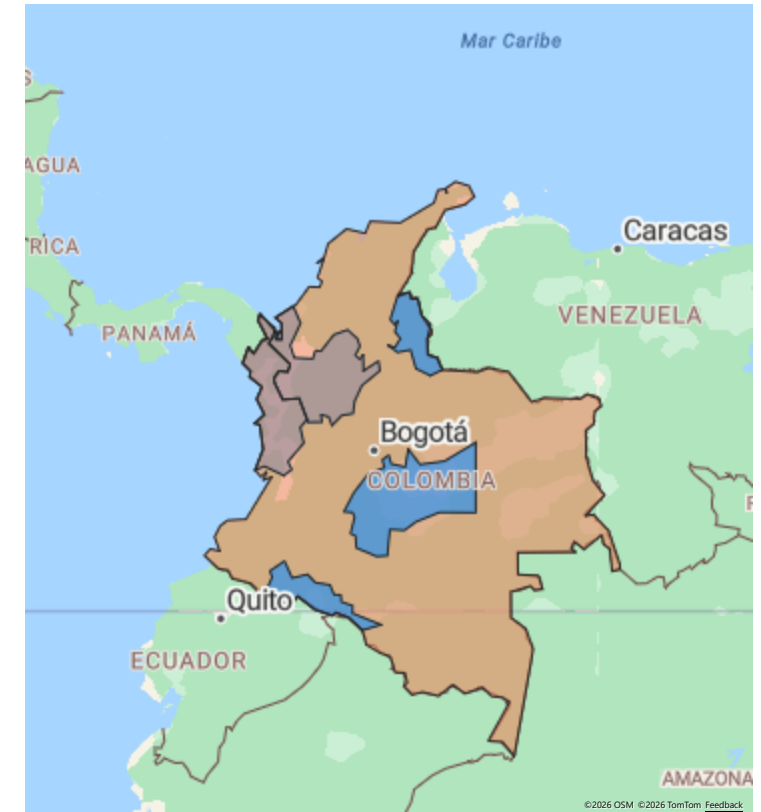 Mar Caribe
S
AGUA
RICA
Caracas
PANAMÁ
VENEZUELA
Bogotá
COLOMBIA
Quito
ECUADOR
AMAZONA
©2026 OSM ©2026 TomTom Feedback